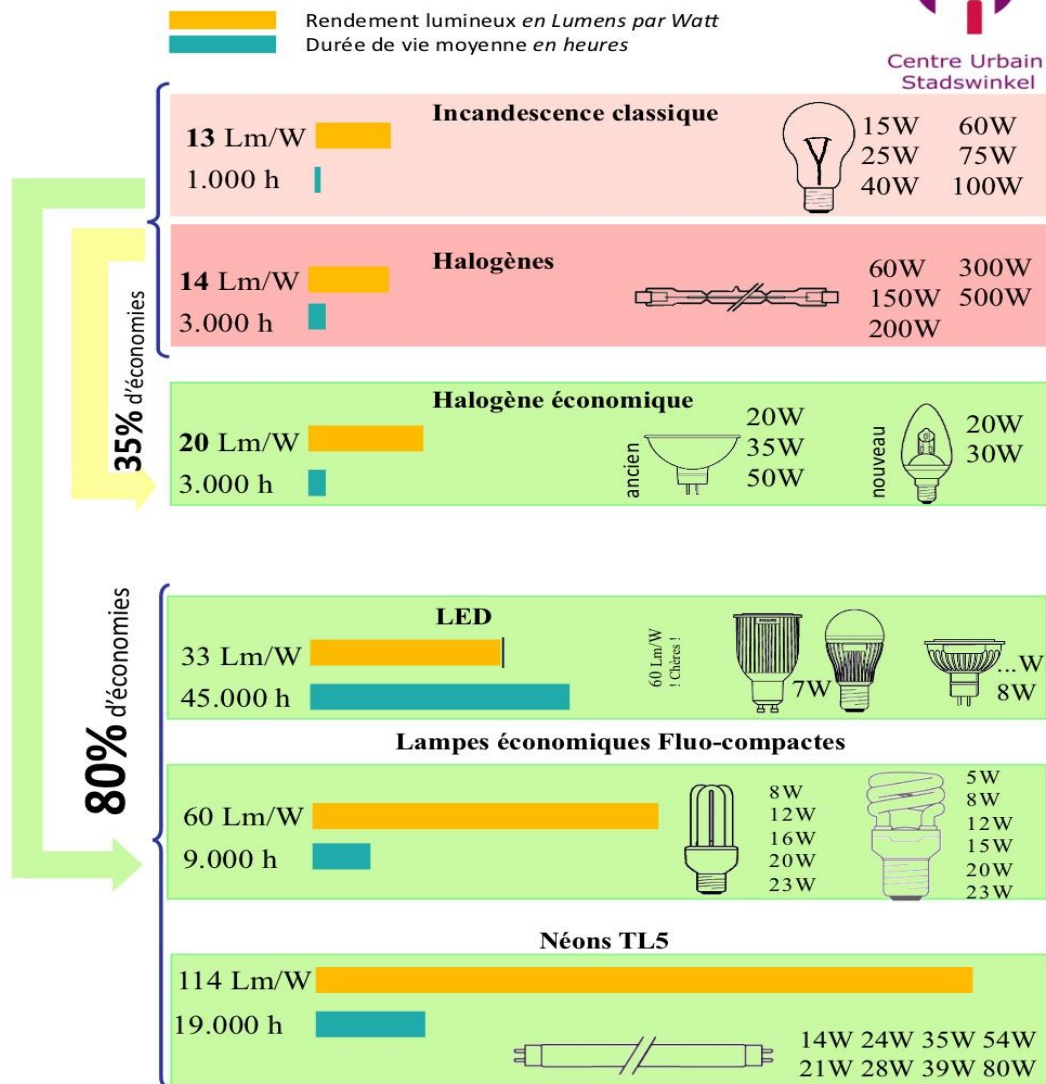 Rendement lumineux en Lumens par Watt
Durée de vie moyenne en heures
Centre Urbain
Stadswinkel
Incandescence classique
13 Lm/W
1.000 h
15W 60W
25W 75W
40W 100W
Halogènes
14 Lm/W
3.000 h
60W 300W
150W 500W
200W
35% d'économies
Halogène économique
20 Lm/W
3.000 h
ancien
20W
35W
50W
nouveau
20W
30W
80% d'économies
LED
33 Lm/W
45.000 h
60 Lm/W
! Chères !
7W
...W
8W
Lampes économiques Fluo-compactes
60 Lm/W
9.000 h
8W
12W
16W
20W
23W
5W
8W
12W
15W
20W
23W
Néons TL5
114 Lm/W
19.000 h
14W 24W 35W 54W
21W 28W 39W 80W